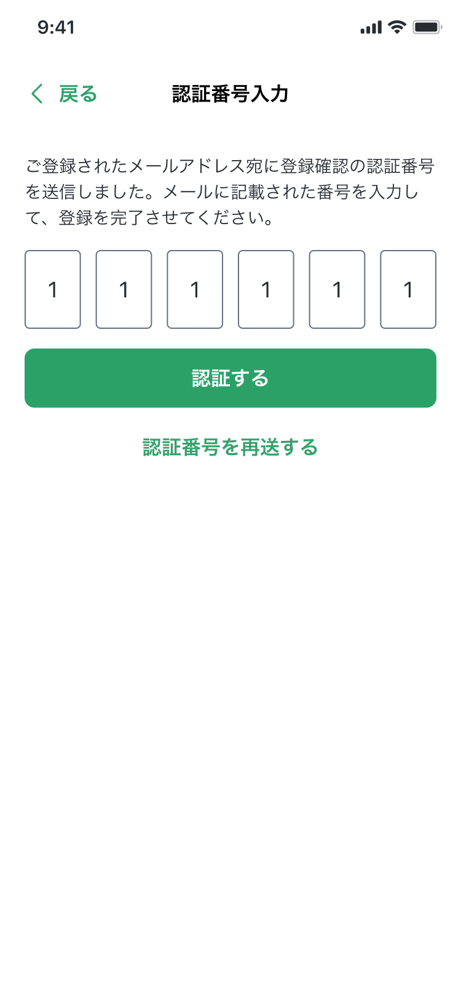 9:41
戻る
認証番号入力
ご登録されたメールアドレス宛に登録確認の認証番号
を送信しました。メールに記載された番号を入力し
て、登録を完了させてください。
1 1 1 1 1 1
認証する
認証番号を再送する